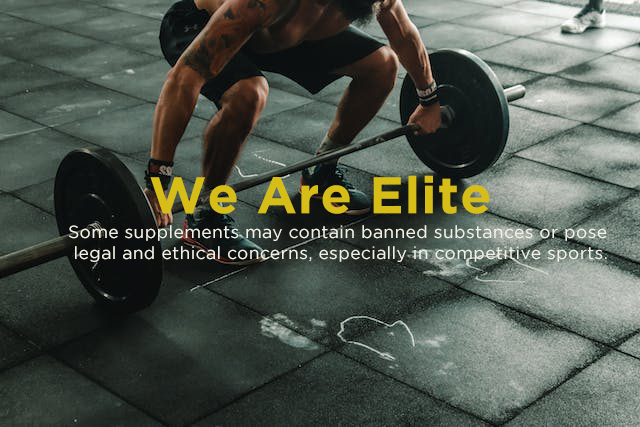 We Are Elite
Some supplements may contain banned substances or pose
legal and ethical concerns, especially in competitive sports.